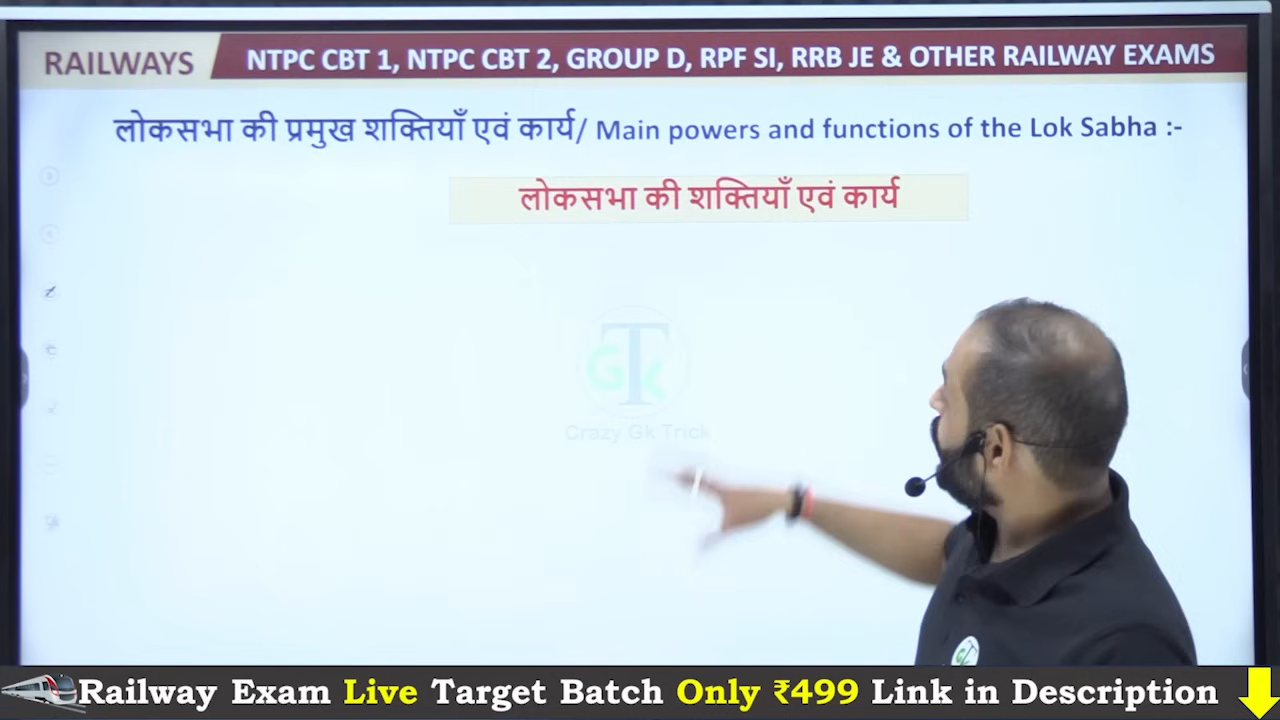 RAILWAYS
NTPC CBT 1, NTPC CBT 2, GROUP D, RPF SI, RRB JE & OTHER RAILWAY EXAMS
लोकसभा की प्रमुख शक्तियाँ एवं कार्य/ Main powers and functions of the Lok Sabha :-
लोकसभा की शक्तियाँ एवं कार्य
GTK
Crazy Gk Trick
Railway Exam Live Target Batch Only ₹499 Link in Description